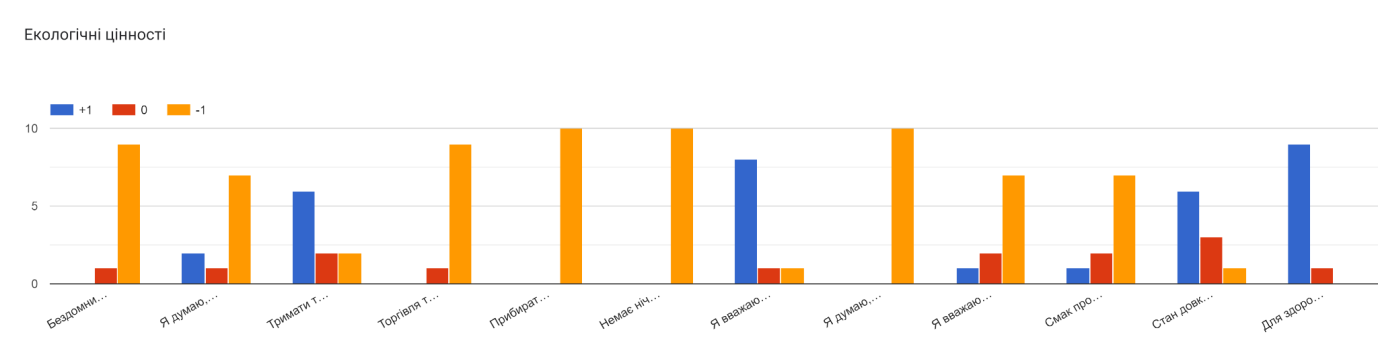 Екологічні цінності
+1 0 -1
10
5
0
Бездомни...
Я думаю,...
Тримати т...
Торгівля т...
Прибират...
Немає ніч...
Я вважаю...
Я думаю,...
Я вважаю...
Смак про...
Стан довк...
Для здоро...